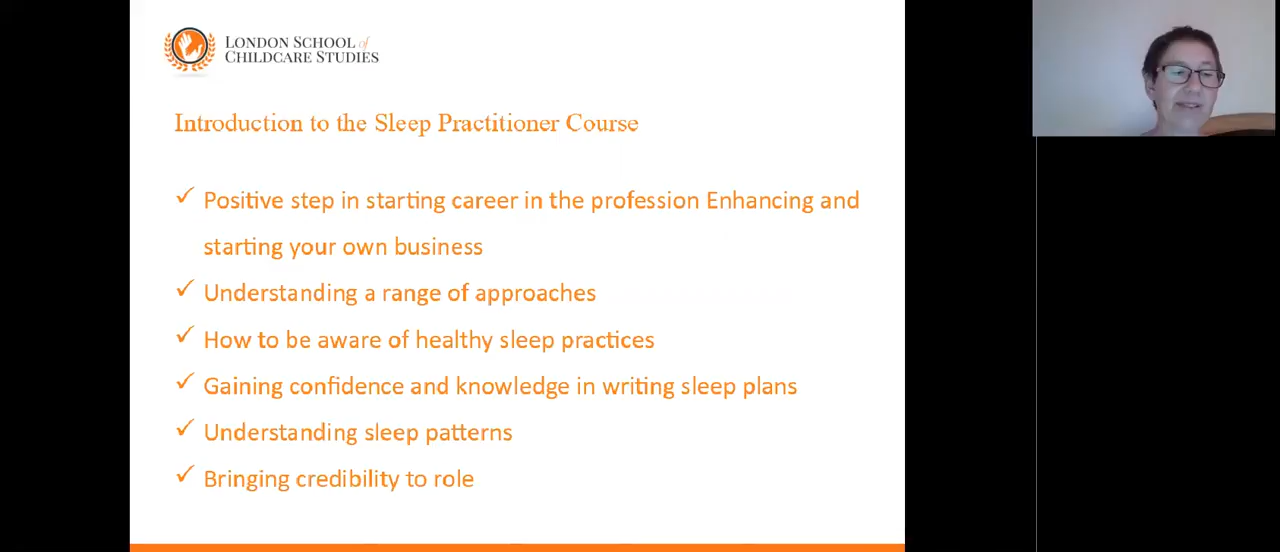 LONDON SCHOOL of
CHILDCARE STUDIES
Introduction to the Sleep Practitioner Course
✓ Positive step in starting career in the profession Enhancing and
starting your own business
✓ Understanding a range of approaches
✓ How to be aware of healthy sleep practices
✓ Gaining confidence and knowledge in writing sleep plans
✓ Understanding sleep patterns
✓ Bringing credibility to role